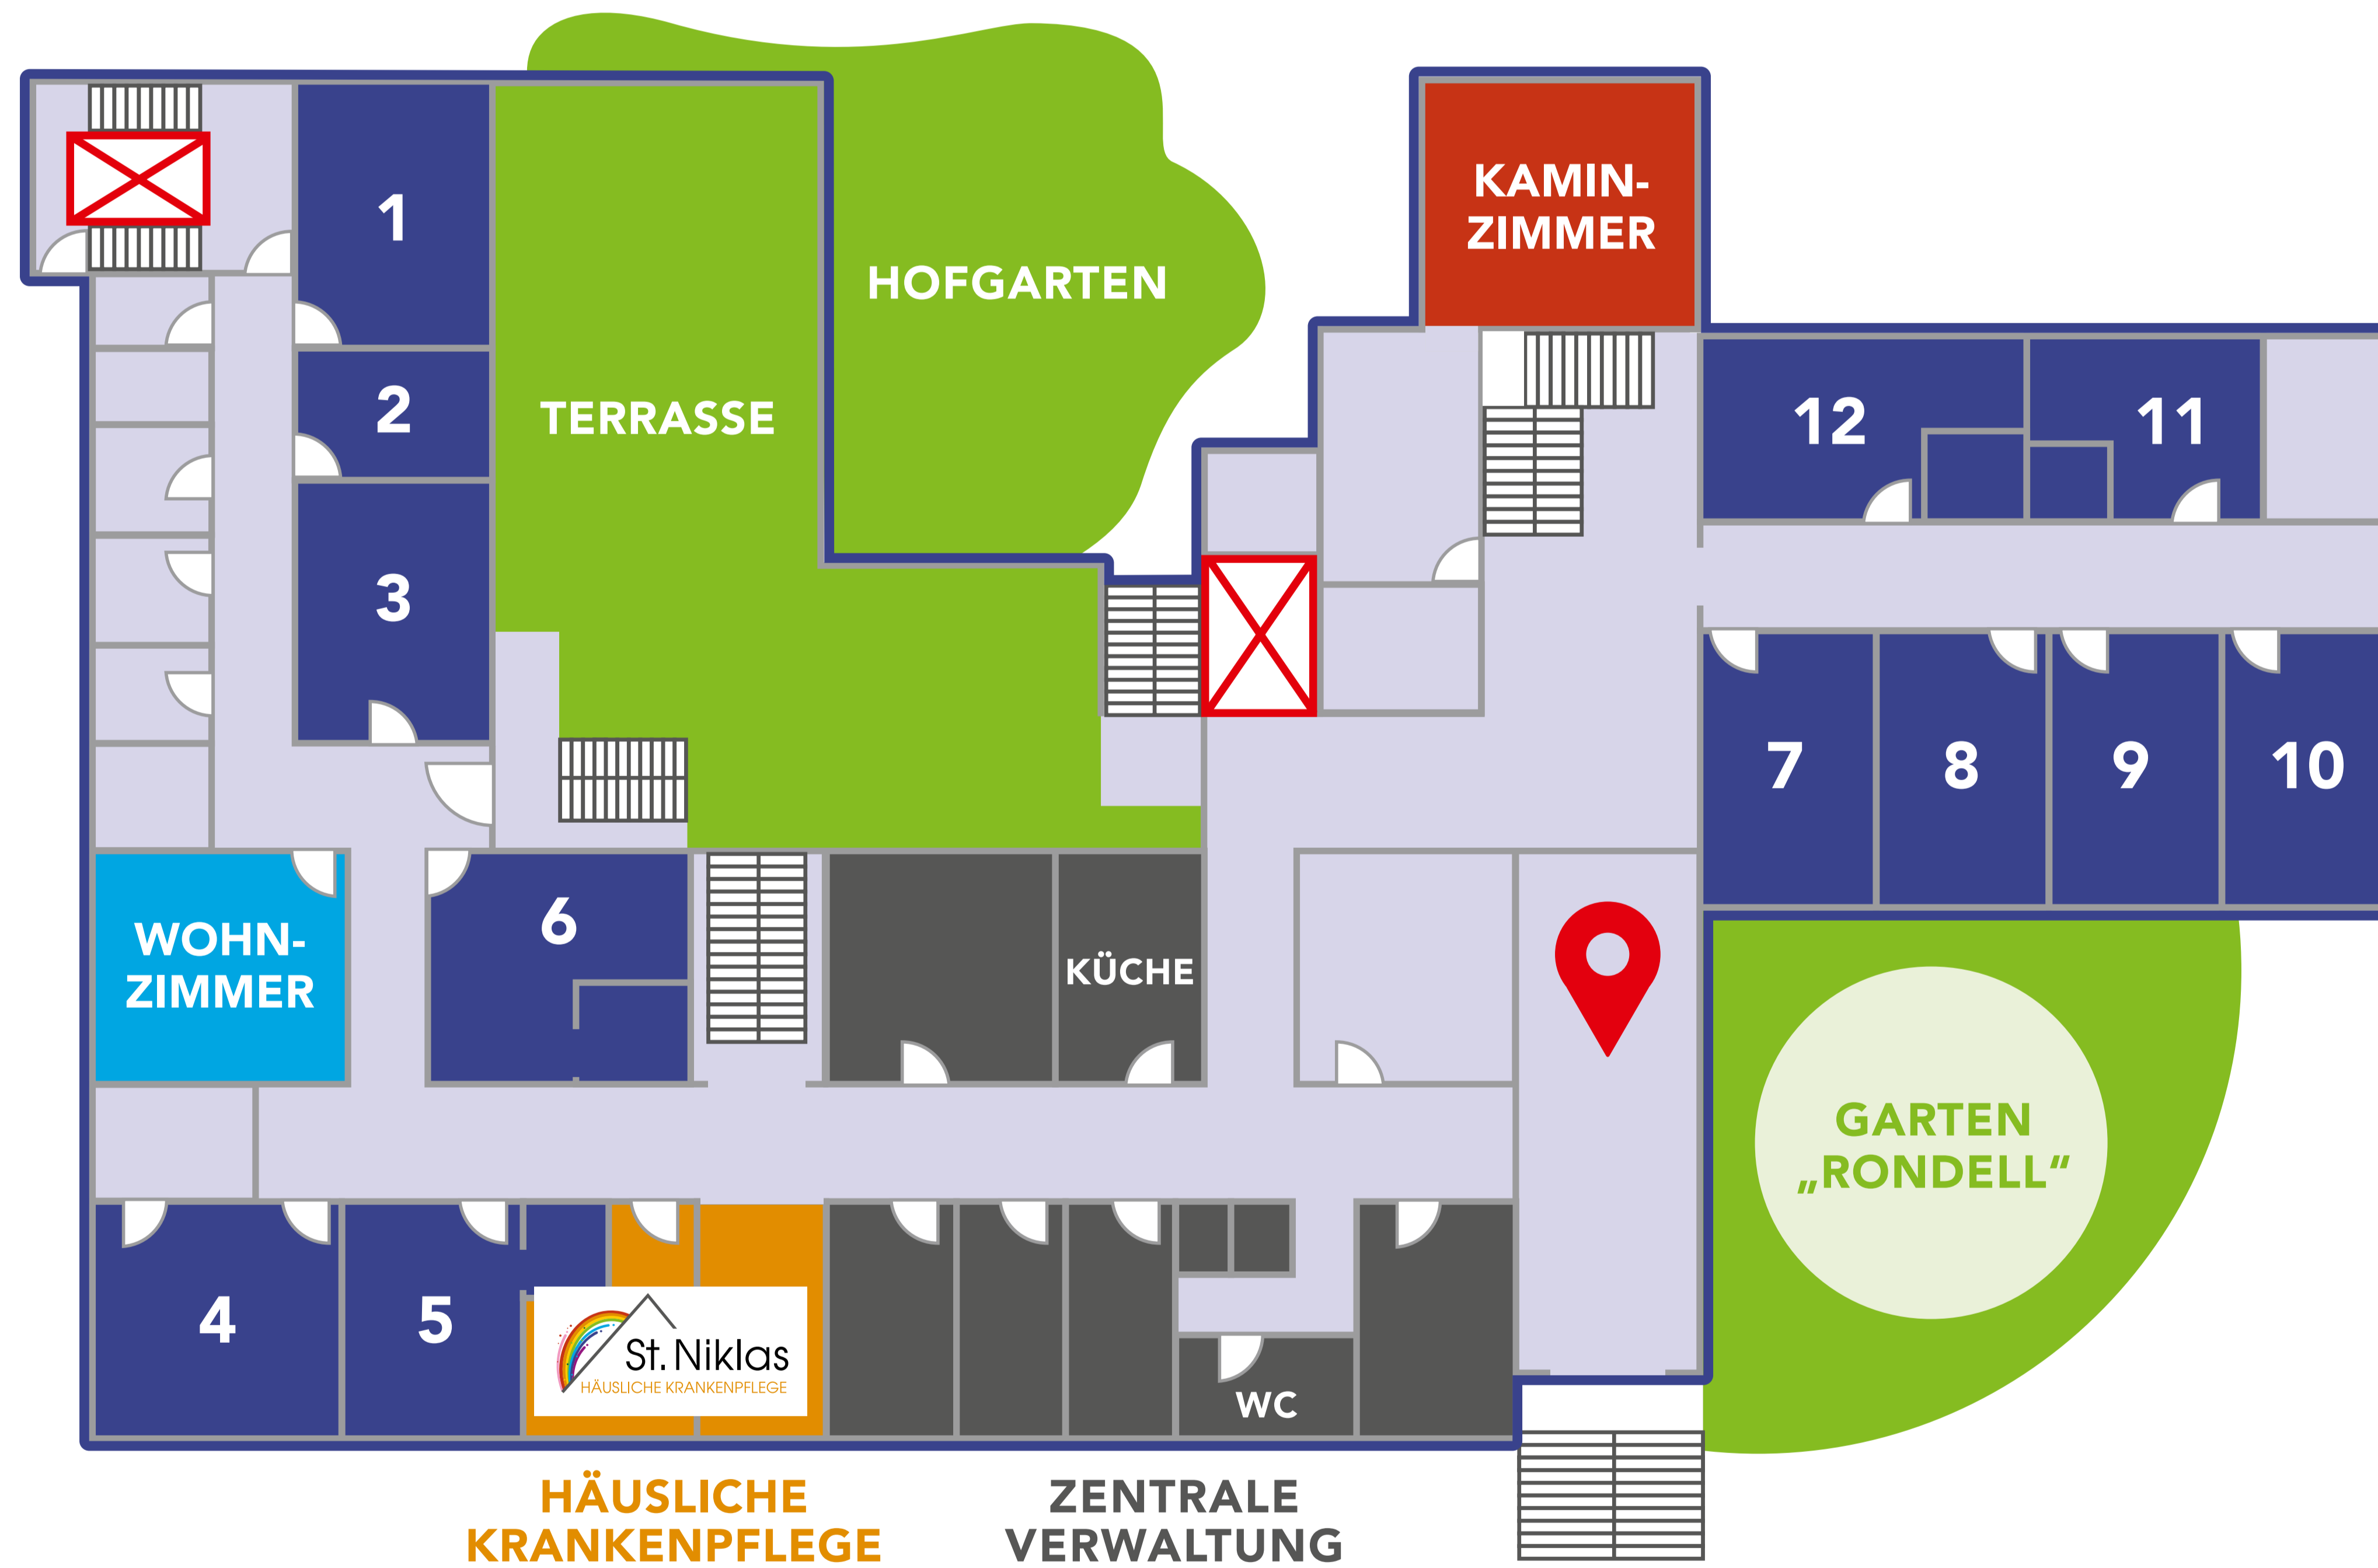 KAMIN-
ZIMMER
1
HOFGARTEN
2
TERRASSE
12
11
3
7
8
9
10
6
WOHN-
ZIMMER
KÜCHE
GARTEN
„RONDELL“
4
5
St. Niklas
HÄUSLICHE KRANKENPFLEGE
WC
HÄUSLICHE
KRANKENPFLEGE
ZENTRALE
VERWALTUNG